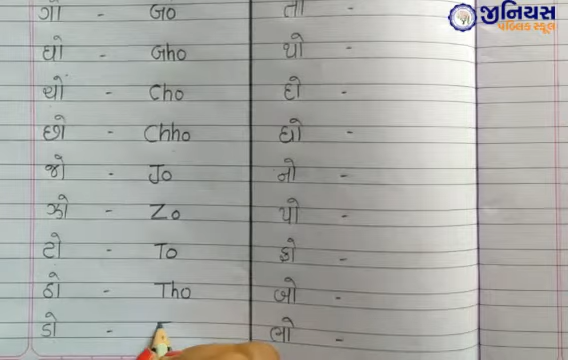 જીનિયસ
પબ્લિક સ્કૂલ
ગો - Go
ઘો - Gho
ચો - Cho
છો - Chho
જો - Jo
ઝો - Zo
ટો - To
ઠો - Tho
ડો -
તો -
થો -
દો -
ધો -
નો -
પો -
ફો -
બો -
ભો -